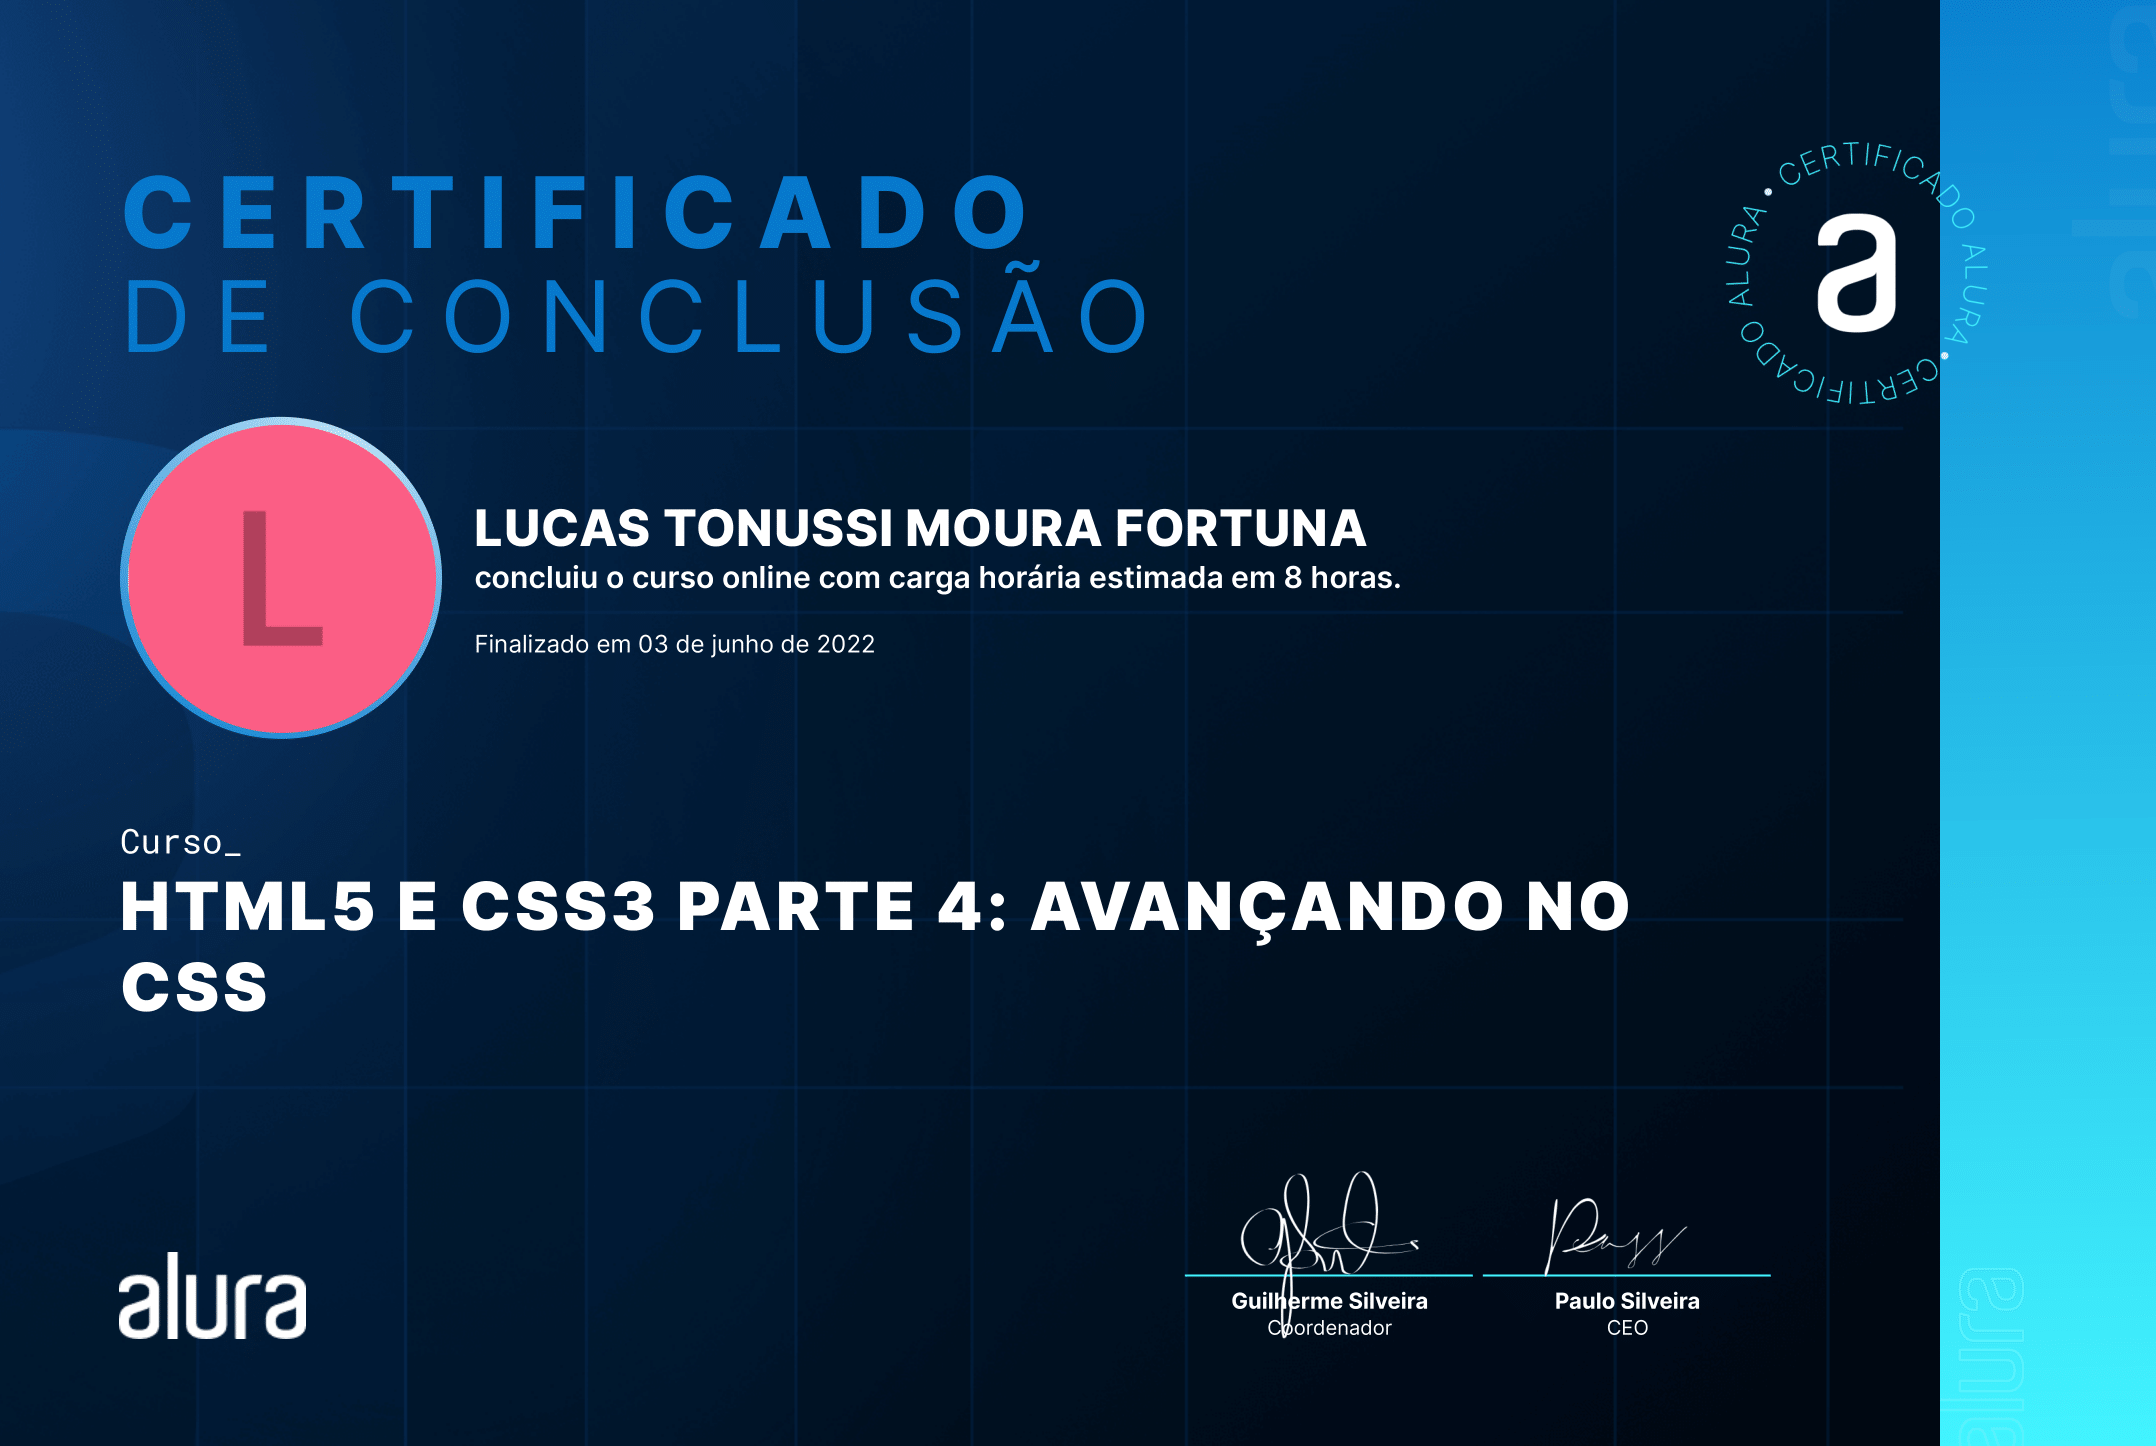 CERTIFICADO
DE CONCLUSÃO
CERTIFICADO ALURA • CERTIFICADO ALURA •
a
L
LUCAS TONUSSI MOURA FORTUNA
concluiu o curso online com carga horária estimada em 8 horas.
Finalizado em 03 de junho de 2022
Curso_
HTML5 E CSS3 PARTE 4: AVANÇANDO NO
CSS
alura
Guilherme Silveira
Coordenador
Paulo Silveira
CEO
alura
alura